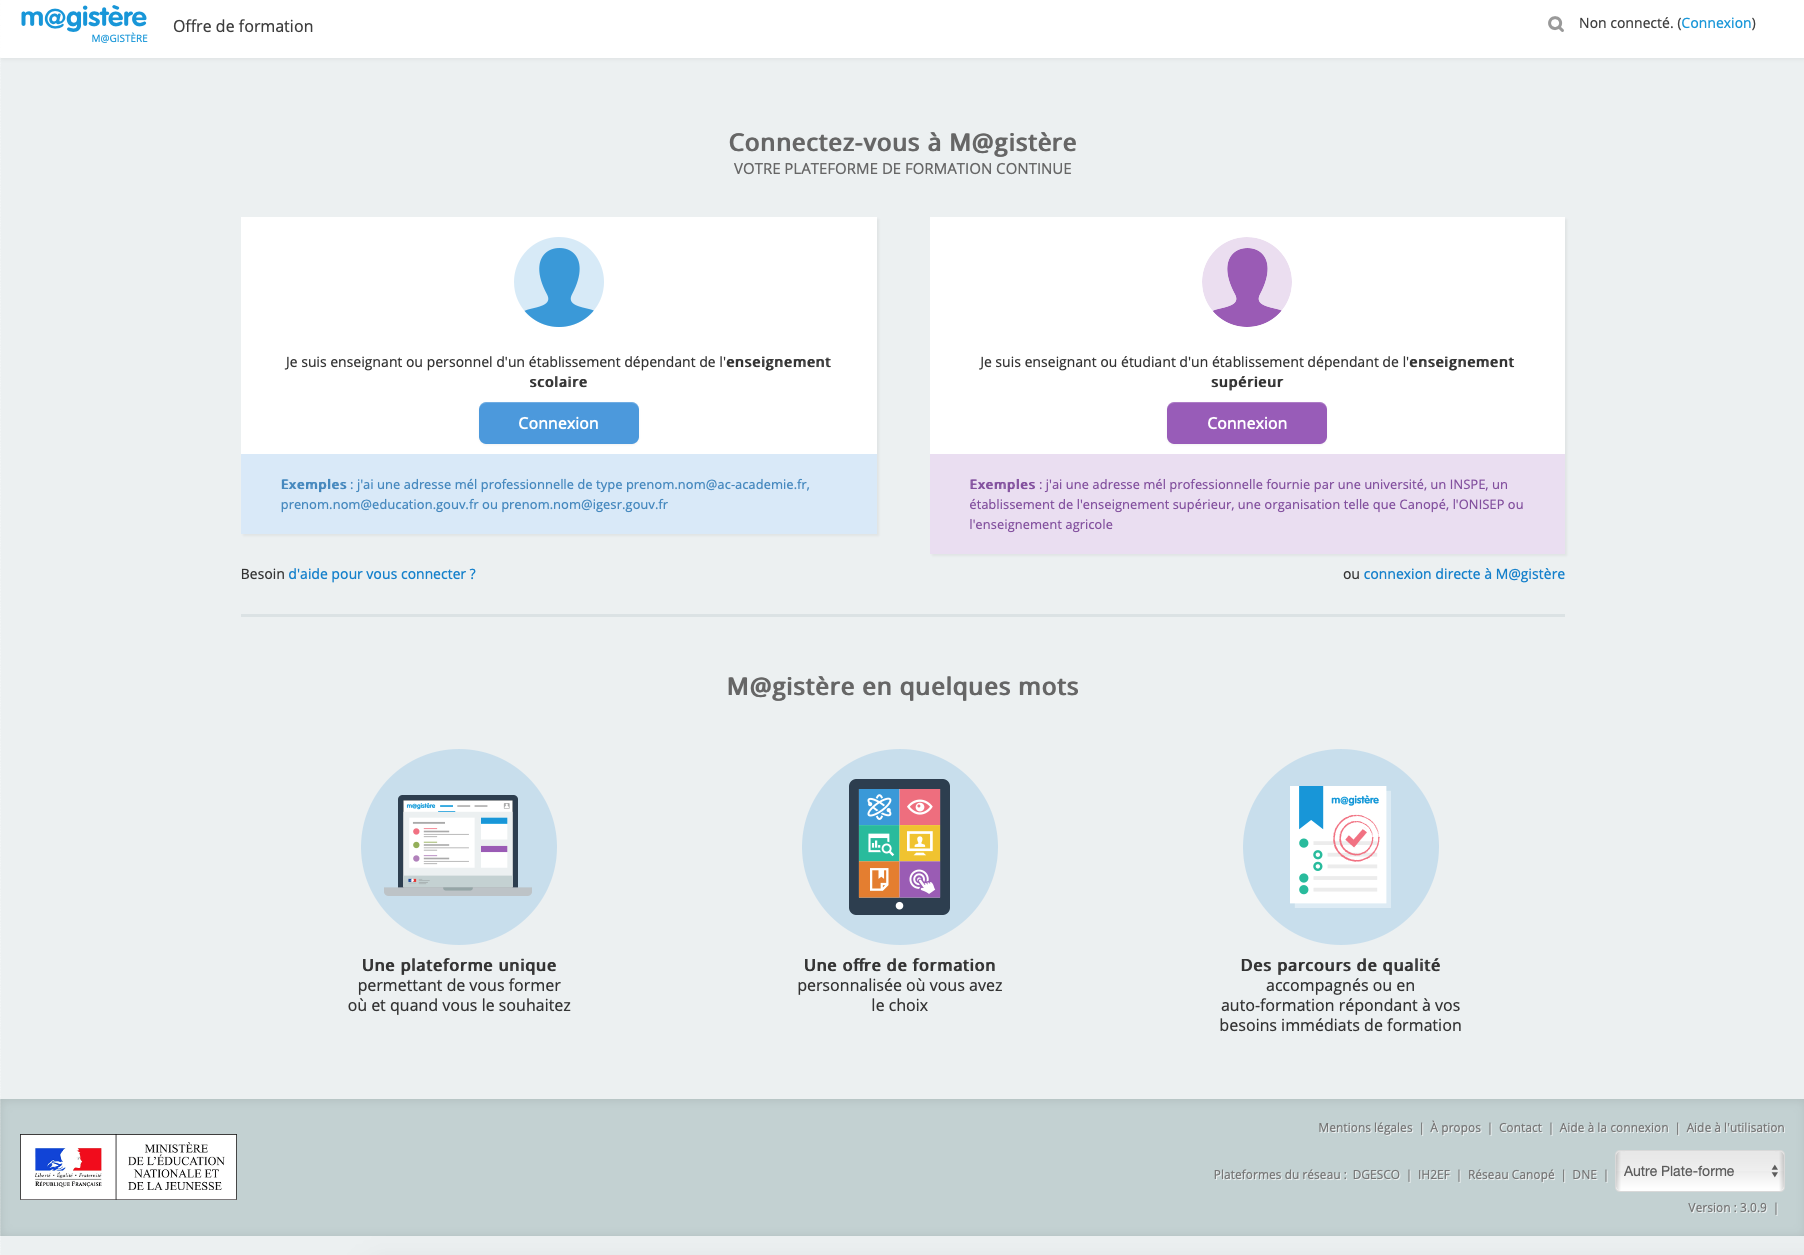 m@gistère
M@GISTÈRE
Offre de formation
Non connecté. (Connexion)
Connectez-vous à M@gistère
VOTRE PLATEFORME DE FORMATION CONTINUE
Je suis enseignant ou personnel d'un établissement dépendant de l'enseignement
scolaire
Connexion
Exemples : j'ai une adresse mél professionnelle de type prenom.nom@ac-academie.fr,
prenom.nom@education.gouv.fr ou prenom.nom@igesr.gouv.fr
Je suis enseignant ou étudiant d'un établissement dépendant de l'enseignement
supérieur
Connexion
Exemples : j'ai une adresse mél professionnelle fournie par une université, un INSPE, un
établissement de l'enseignement supérieur, une organisation telle que Canopé, l'ONISEP ou
l'enseignement agricole
Besoin d'aide pour vous connecter ?
ou connexion directe à M@gistère
M@gistère en quelques mots
m@gistère
m@gistère
Une plateforme unique
permettant de vous former
où et quand vous le souhaitez
Une offre de formation
personnalisée où vous avez
le choix
Des parcours de qualité
accompagnés ou en
auto-formation répondant à vos
besoins immédiats de formation
Liberté • Égalité • Fraternité
RÉPUBLIQUE FRANÇAISE
MINISTÈRE
DE L'ÉDUCATION
NATIONALE ET
DE LA JEUNESSE
Mentions légales | À propos | Contact | Aide à la connexion | Aide à l'utilisation
Plateformes du réseau : DGESCO | IH2EF | Réseau Canopé | DNE |
Autre Plate-forme
Version : 3.0.9 |